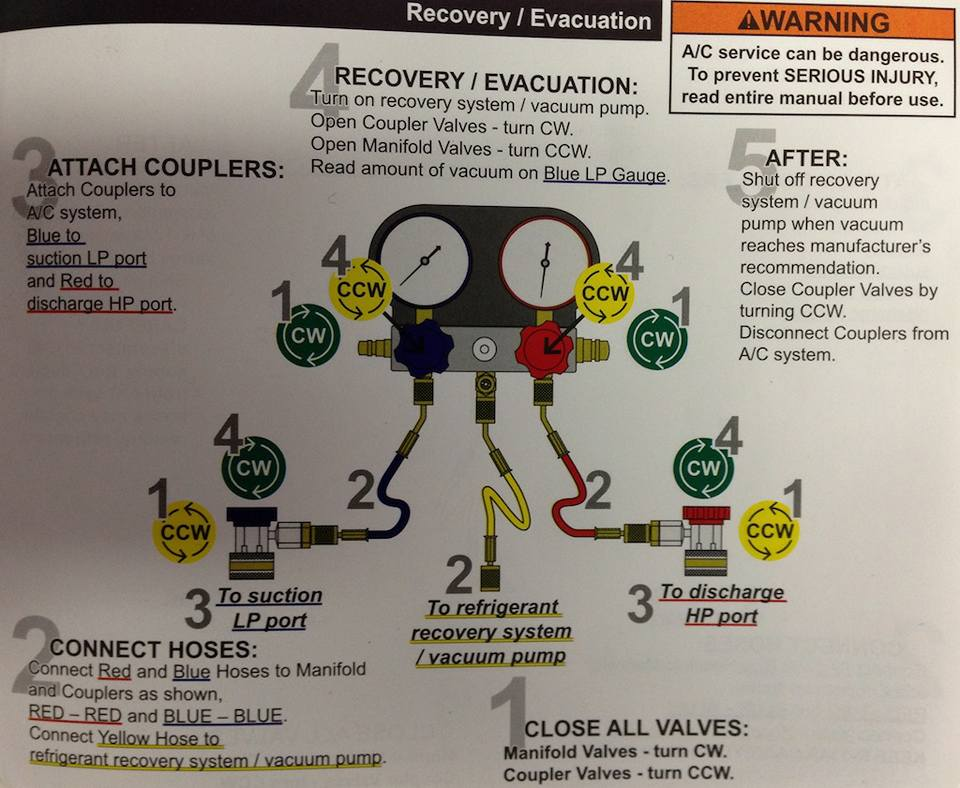 Recovery / Evacuation
⚠WARNING
A/C service can be dangerous.
To prevent SERIOUS INJURY,
read entire manual before use.
4
RECOVERY / EVACUATION:
Turn on recovery system / vacuum pump.
Open Coupler Valves - turn CW.
Open Manifold Valves - turn CCW.
Read amount of vacuum on Blue LP Gauge.
3
ATTACH COUPLERS:
Attach Couplers to
A/C system,
Blue to
suction LP port
and Red to
discharge HP port.
5
AFTER:
Shut off recovery
system / vacuum
pump when vacuum
reaches manufacturer's
recommendation.
Close Coupler Valves by
turning CCW.
Disconnect Couplers from
A/C system.
4
CCW
1
CW
4
CCW
1
CW
4
CW
1
CCW
2
2
4
CW
1
CCW
3
To suction
LP port
2
To refrigerant
recovery system
/ vacuum pump
3
To discharge
HP port
2
CONNECT HOSES:
Connect Red and Blue Hoses to Manifold
and Couplers as shown,
RED – RED and BLUE – BLUE.
Connect Yellow Hose to
refrigerant recovery system / vacuum pump.
1
CLOSE ALL VALVES:
Manifold Valves - turn CW.
Coupler Valves - turn CCW.